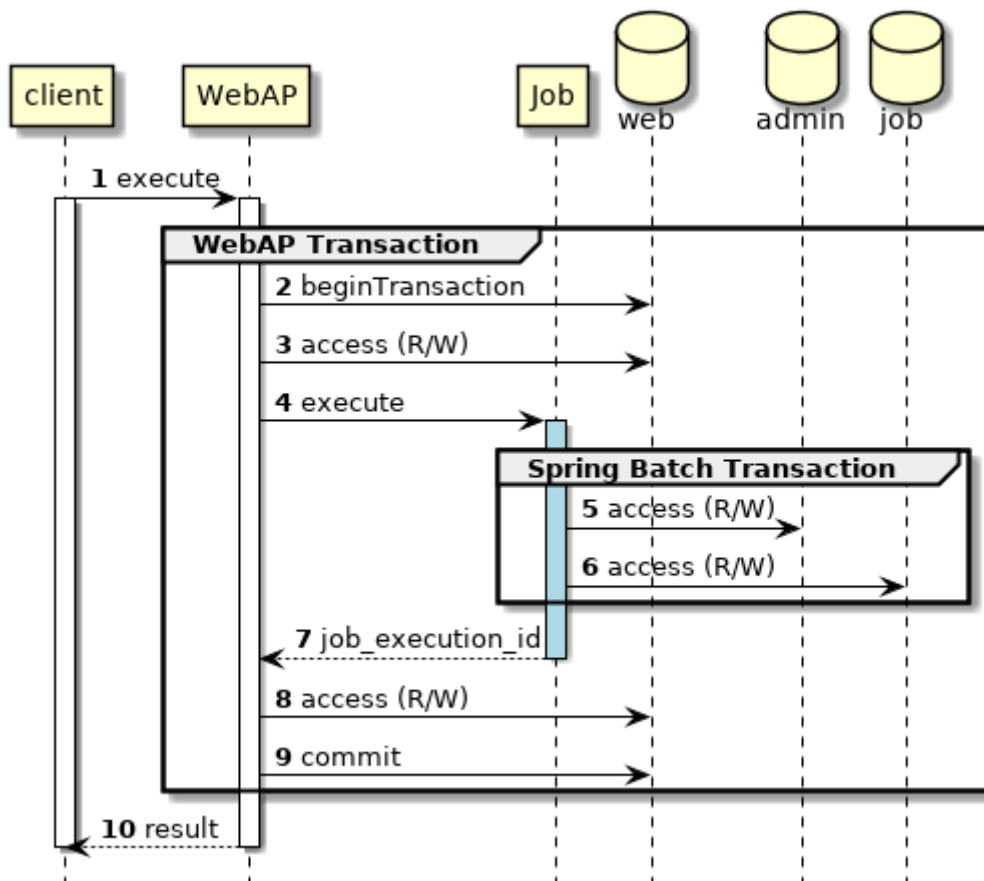 client
WebAP
Job
web
admin
job
1 execute
WebAP Transaction
2 beginTransaction
3 access (R/W)
4 execute
Spring Batch Transaction
5 access (R/W)
6 access (R/W)
7 job_execution_id
8 access (R/W)
9 commit
10 result